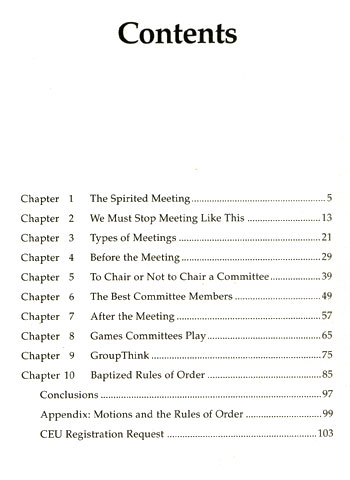 Contents
Chapter 1 The Spirited Meeting ........................................ 5
Chapter 2 We Must Stop Meeting Like This ..................... 13
Chapter 3 Types of Meetings ........................................ 21
Chapter 4 Before the Meeting ........................................ 29
Chapter 5 To Chair or Not to Chair a Committee ............... 39
Chapter 6 The Best Committee Members ........................ 49
Chapter 7 After the Meeting ........................................ 57
Chapter 8 Games Committees Play ................................ 65
Chapter 9 GroupThink ........................................ 75
Chapter 10 Baptized Rules of Order ................................ 85
Conclusions ........................................ 97
Appendix: Motions and the Rules of Order ..................... 99
CEU Registration Request ........................................ 103